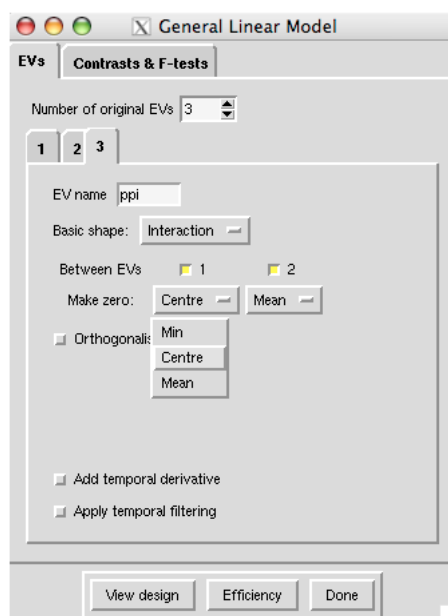 General Linear Model
EVs Contrasts & F-tests
Number of original EVs 3
1 2 3
EV name ppi
Basic shape: Interaction
Between EVs 1 2
Make zero: Centre Mean
Orthogonalis
Min
Centre
Mean
Add temporal derivative
Apply temporal filtering
View design Efficiency Done